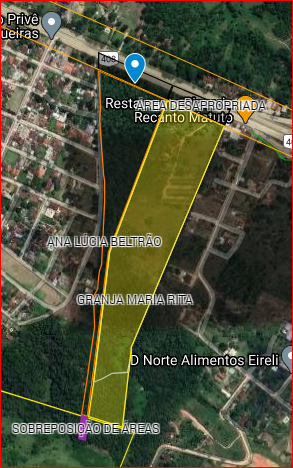 o Privê
ueiras
408
Resta
ÁREA DESAPROPRIADA
Recanto Matuto
4
ANA LÚCIA BELTRÃO
GRANJA MARIA RITA
D Norte Alimentos Eireli
SOBREPOSIÇÃO DE ÁREAS